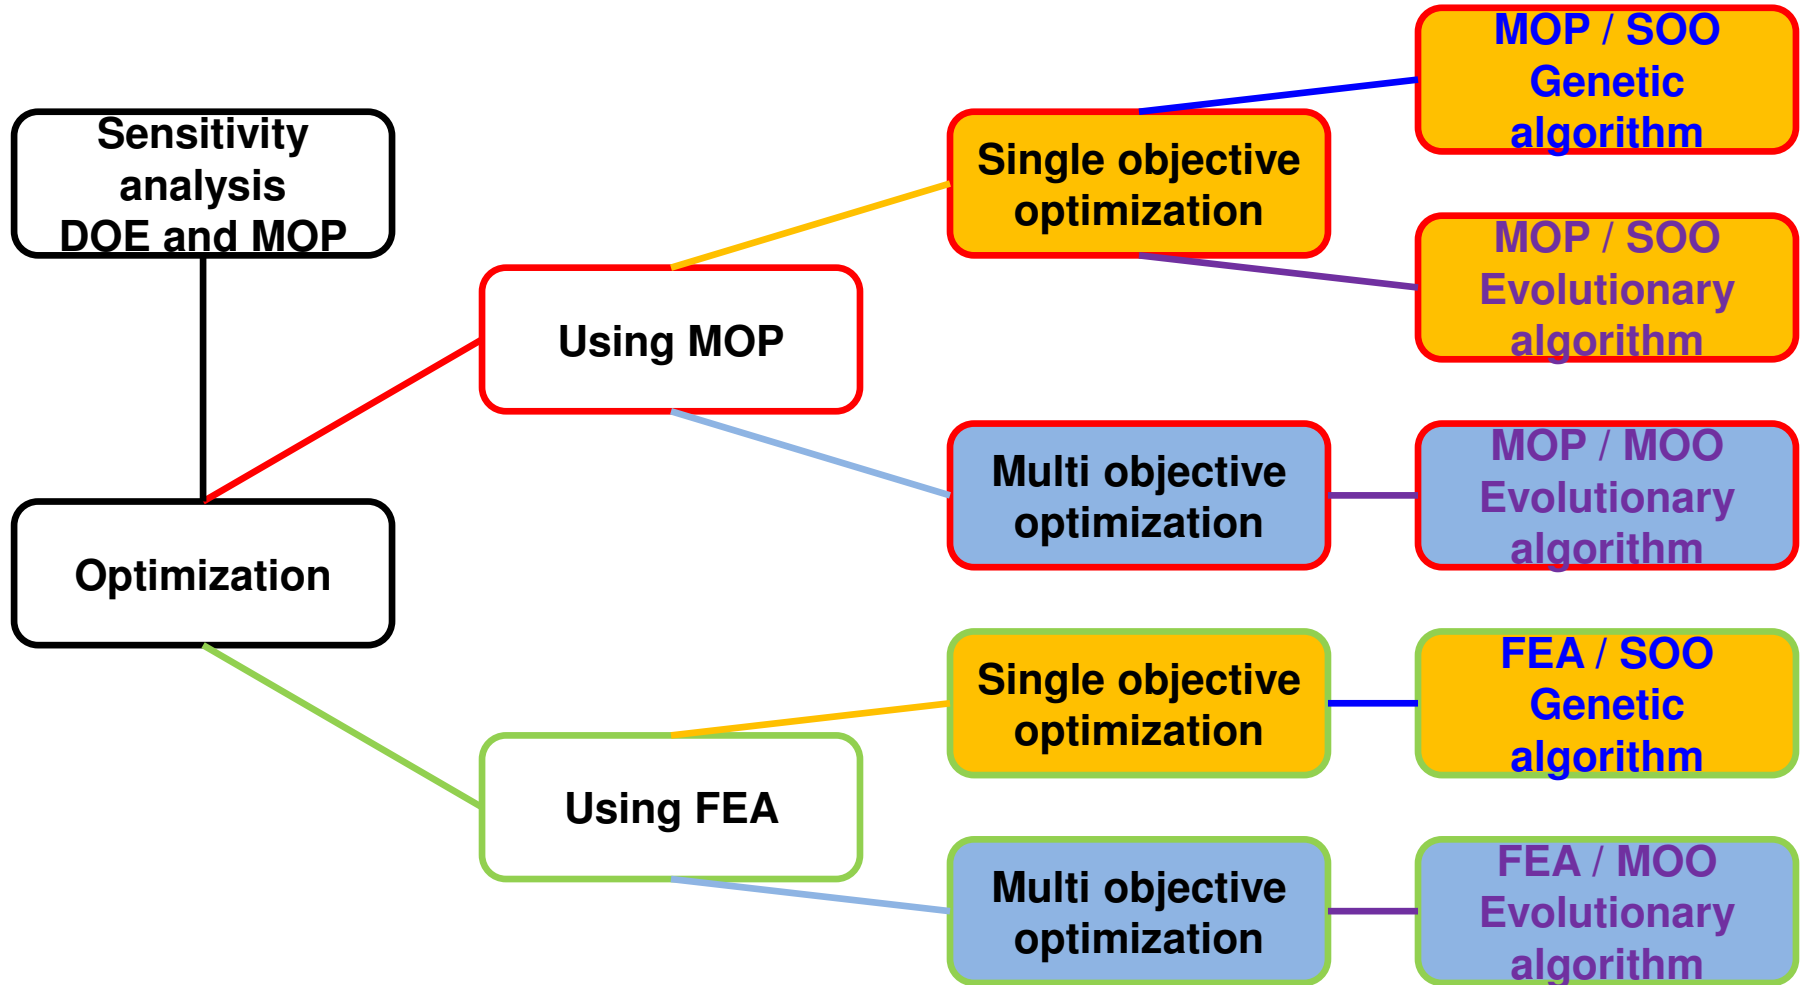 Sensitivity
analysis
DOE and MOP
Optimization
Using MOP
Using FEA
Single objective
optimization
Multi objective
optimization
Single objective
optimization
Multi objective
optimization
MOP / SOO
Genetic
algorithm
MOP / SOO
Evolutionary
algorithm
MOP / MOO
Evolutionary
algorithm
FEA / SOO
Genetic
algorithm
FEA / MOO
Evolutionary
algorithm